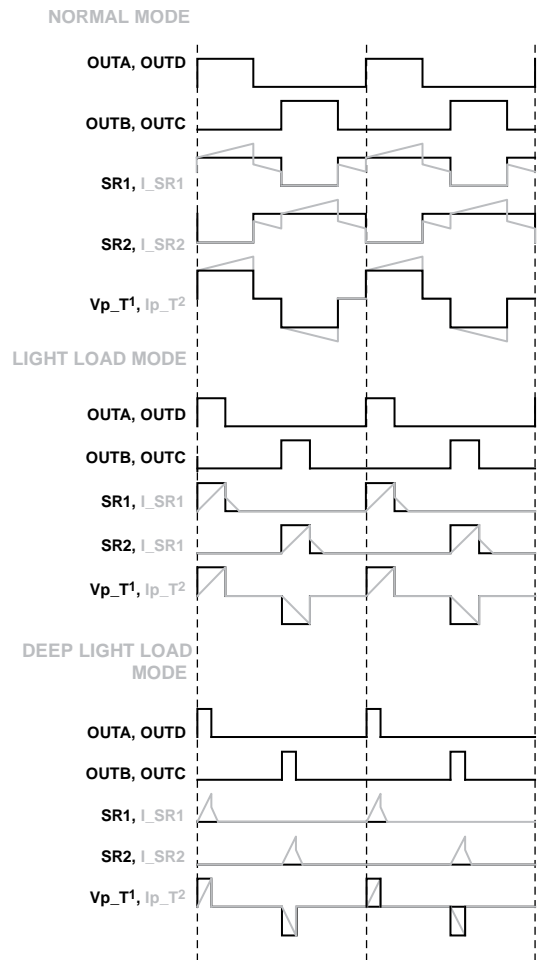 NORMAL MODE
OUTA, OUTD
OUTB, OUTC
SR1, I_SR1
SR2, I_SR2
Vp_T1, Ip_T2
LIGHT LOAD MODE
OUTA, OUTD
OUTB, OUTC
SR1, I_SR1
SR2, I_SR1
Vp_T1, Ip_T2
DEEP LIGHT LOAD
MODE
OUTA, OUTD
OUTB, OUTC
SR1, I_SR1
SR2, I_SR2
Vp_T1, Ip_T2